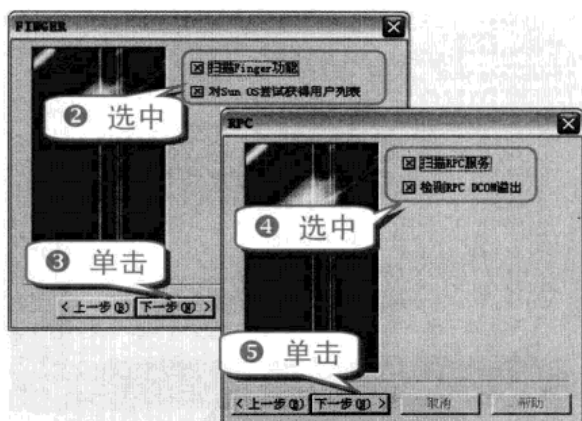 FINGER
扫描Finger功能
对Sun OS尝试获得用户列表
❷ 选中
❸ 单击
< 上一步(B) 下一步(N) >
RPC
扫描RPC服务
检测RPC DCOM溢出
❹ 选中
❺ 单击
< 上一步(B) 下一步(N) > 取消 帮助